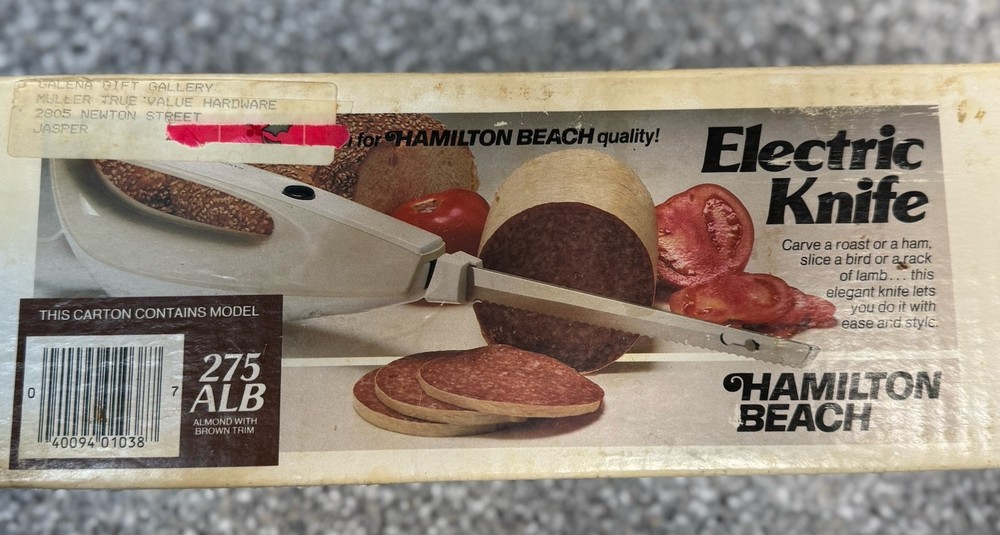 GALENA GIFT GALLERY
MULLER TRUE VALUE HARDWARE
2805 NEWTON STREET
JASPER
for HAMILTON BEACH quality!
Electric
Knife
Carve a roast or a ham,
slice a bird or a rack
of lamb... this
elegant knife lets
you do it with
ease and style.
HAMILTON
BEACH
THIS CARTON CONTAINS MODEL
275
ALB
ALMOND WITH
BROWN TRIM
0 40094 01038 7